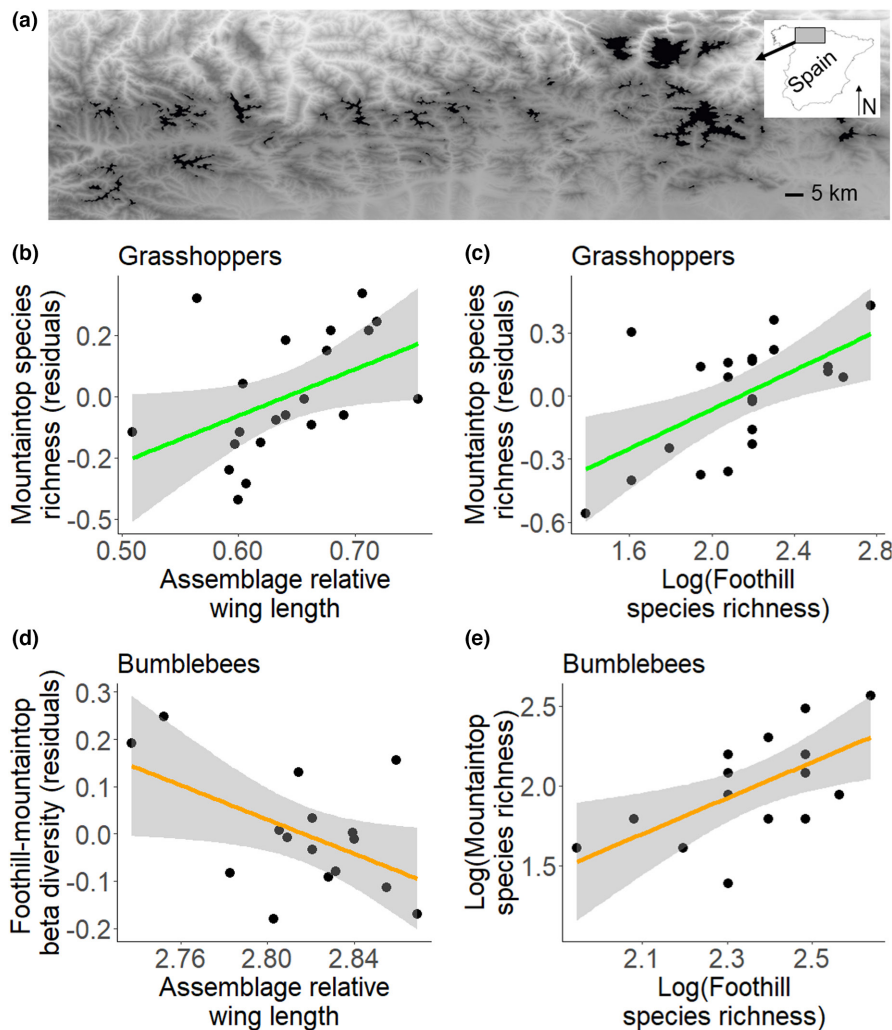 (a)
Spain
N
5 km
(b)
Grasshoppers
Mountaintop species
richness (residuals)
0.2
0.0
-0.2
-0.5
0.50
0.60
0.70
Assemblage relative
wing length
(c)
Grasshoppers
Mountaintop species
richness (residuals)
0.3
0.0
-0.3
-0.6
1.6
2.0
2.4
2.8
Log(Foothill
species richness)
(d)
Bumblebees
Foothill-mountaintop
beta diversity (residuals)
0.3
0.2
0.1
0.0
-0.1
-0.2
2.76
2.80
2.84
Assemblage relative
wing length
(e)
Bumblebees
Log(Mountaintop
species richness)
2.5
2.0
1.5
2.1
2.3
2.5
Log(Foothill
species richness)